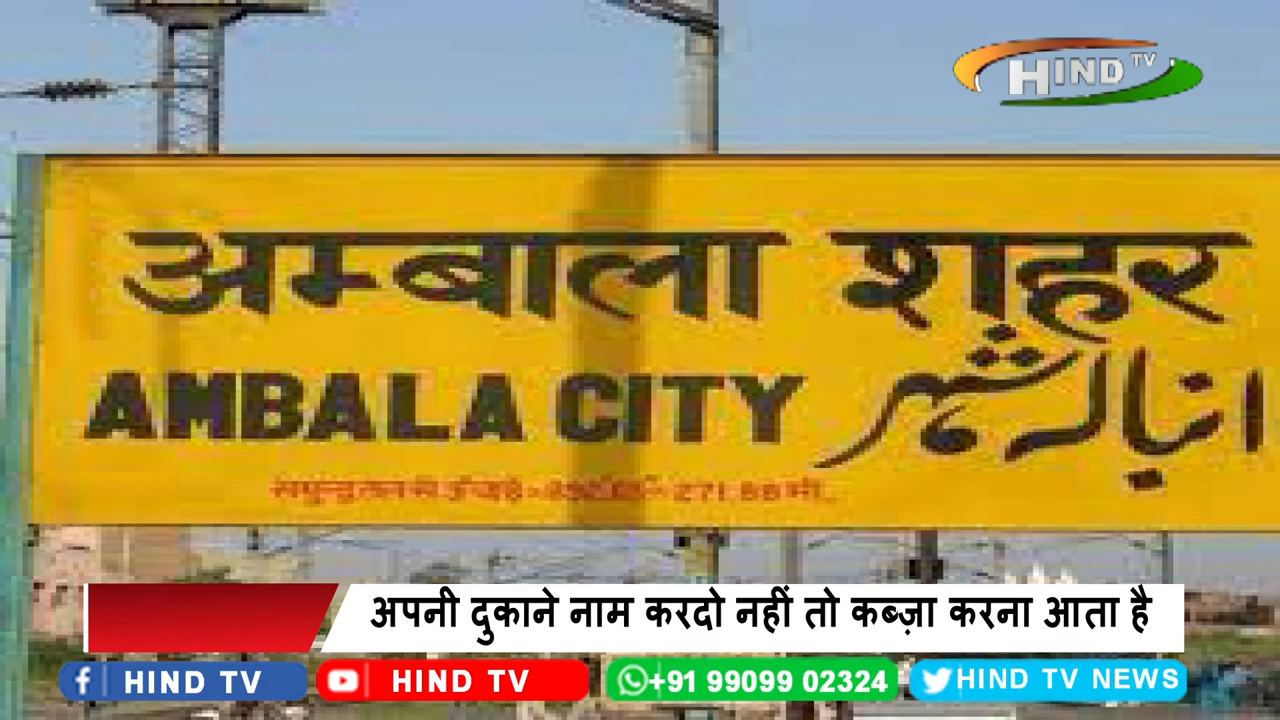 HIND TV
अम्बाला शहर
AMBALA CITY
انبالہ شہر
अपनी दुकाने नाम करदो नहीं तो कब्ज़ा करना आता है
HIND TV
HIND TV
+91 99099 02324
HIND TV NEWS